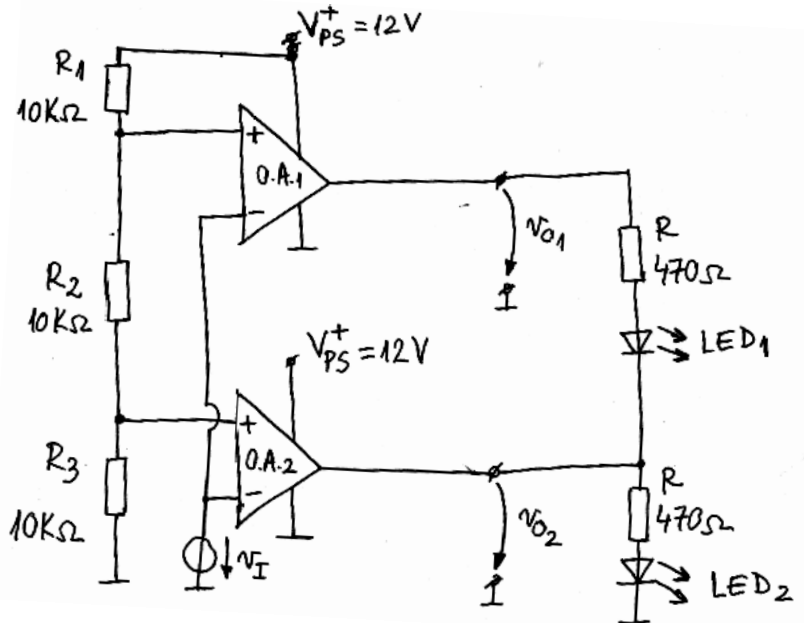 V⁺PS = 12V
R1
10KΩ
+
O.A.1
−
vO1
R
470Ω
R2
10KΩ
LED1
V⁺PS = 12V
+
O.A.2
−
R3
10KΩ
vI
vO2
R
470Ω
LED2